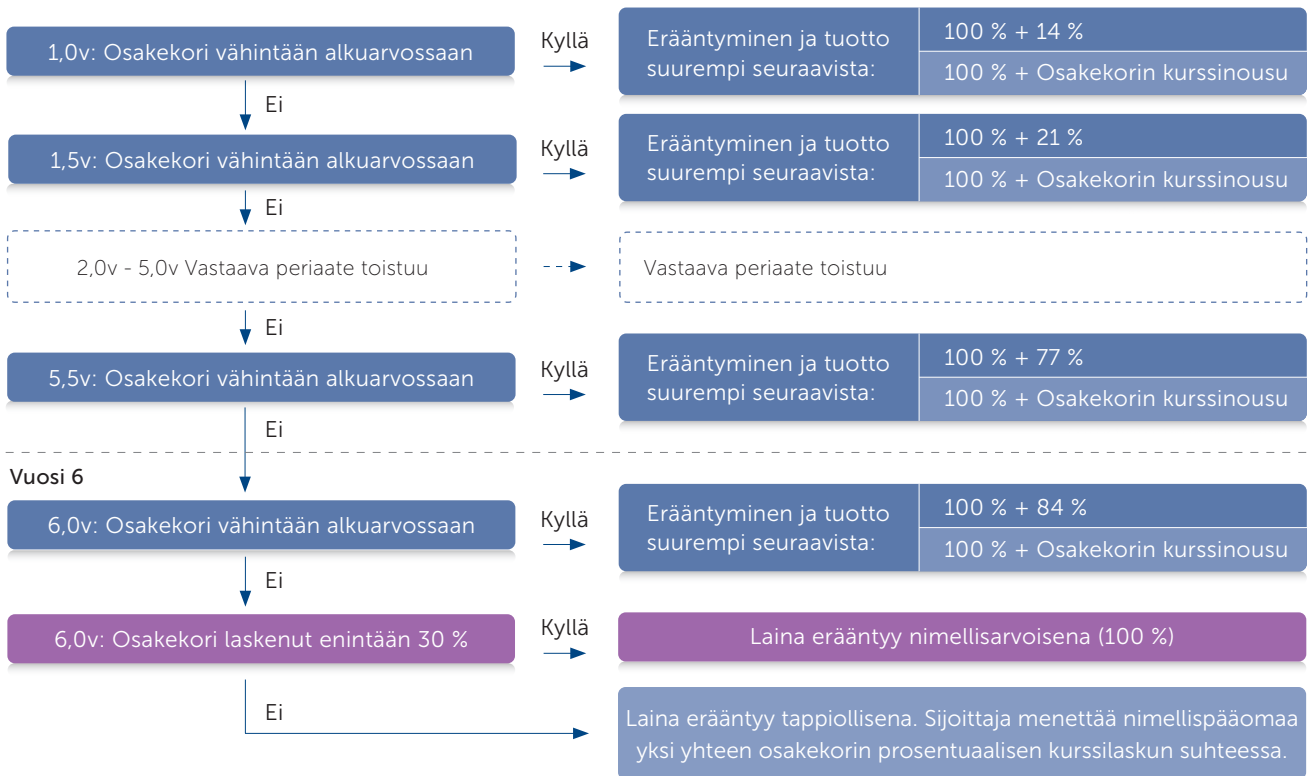 1,0v: Osakekori vähintään alkuarvossaan
Kyllä
Erääntyminen ja tuotto
suurempi seuraavista:
100 % + 14 %
100 % + Osakekorin kurssinousu
Ei
1,5v: Osakekori vähintään alkuarvossaan
Kyllä
Erääntyminen ja tuotto
suurempi seuraavista:
100 % + 21 %
100 % + Osakekorin kurssinousu
Ei
2,0v - 5,0v Vastaava periaate toistuu
Vastaava periaate toistuu
Ei
5,5v: Osakekori vähintään alkuarvossaan
Kyllä
Erääntyminen ja tuotto
suurempi seuraavista:
100 % + 77 %
100 % + Osakekorin kurssinousu
Ei
Vuosi 6
6,0v: Osakekori vähintään alkuarvossaan
Kyllä
Erääntyminen ja tuotto
suurempi seuraavista:
100 % + 84 %
100 % + Osakekorin kurssinousu
Ei
6,0v: Osakekori laskenut enintään 30 %
Kyllä
Laina erääntyy nimellisarvoisena (100 %)
Ei
Laina erääntyy tappiollisena. Sijoittaja menettää nimellispääomaa
yksi yhteen osakekorin prosentuaalisen kurssilaskun suhteessa.